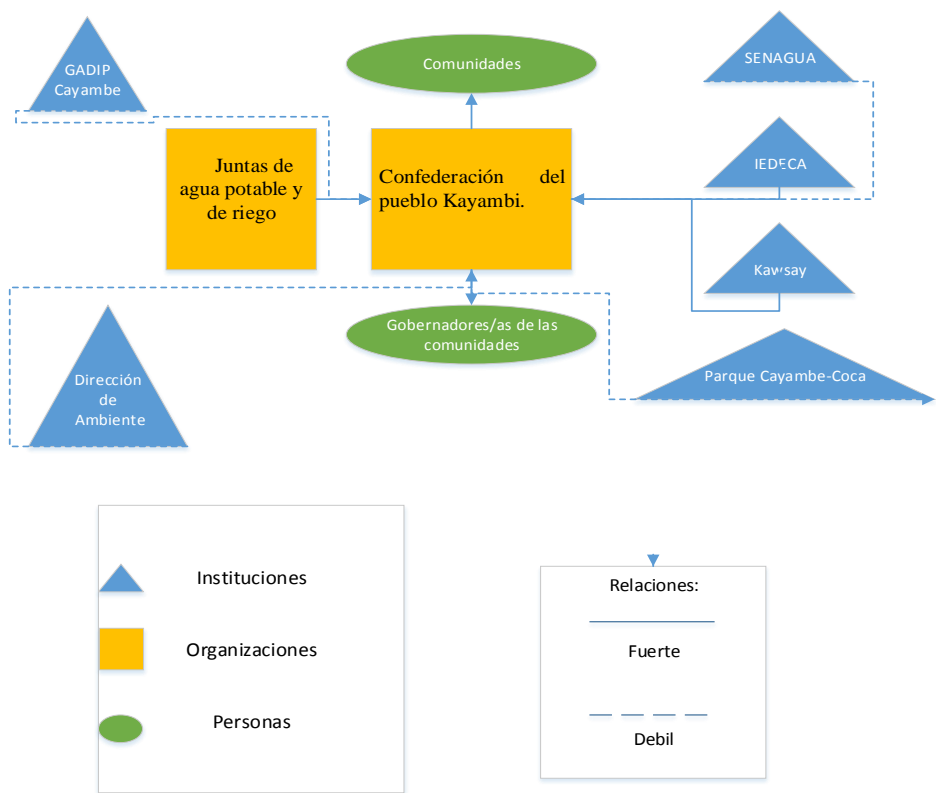 GADIP
Cayambe
Comunidades
SENAGUA
Juntas de
agua potable y
de riego
Confederación del
pueblo Kayambi.
IEDECA
Kawsay
Gobernadores/as de las
comunidades
Parque Cayambe-Coca
Dirección
de
Ambiente
Instituciones
Organizaciones
Personas
Relaciones:
Fuerte
Debil